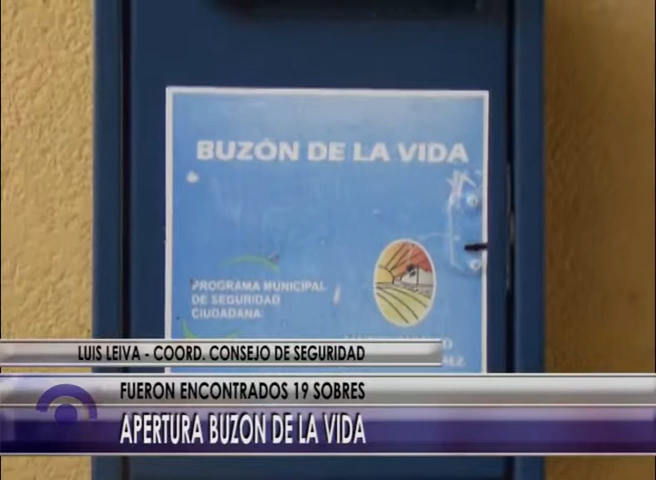 BUZÓN DE LA VIDA
PROGRAMA MUNICIPAL
DE SEGURIDAD
CIUDADANA
LUIS LEIVA - COORD. CONSEJO DE SEGURIDAD
FUERON ENCONTRADOS 19 SOBRES
APERTURA BUZON DE LA VIDA